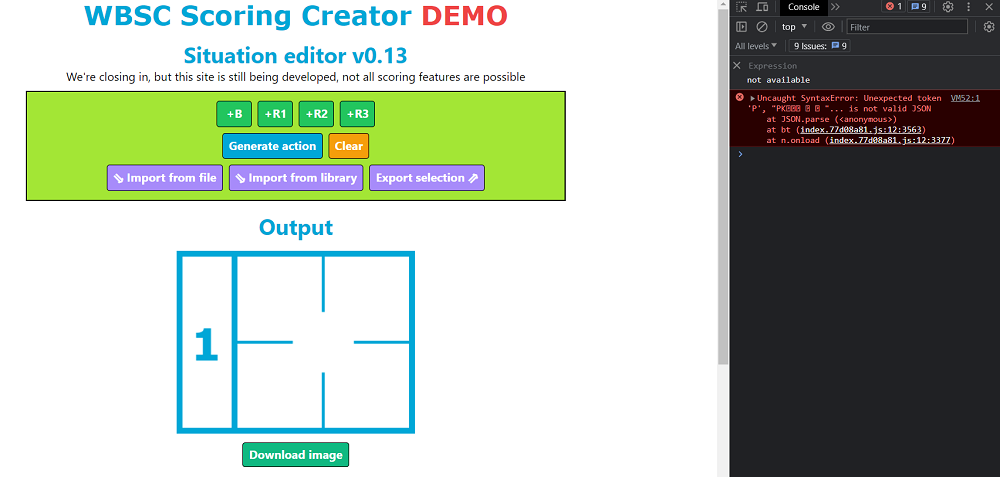 WBSC Scoring Creator DEMO
Situation editor v0.13
We're closing in, but this site is still being developed, not all scoring features are possible
+B +R1 +R2 +R3
Generate action Clear
⇘ Import from file ⇘ Import from library Export selection ⇗
Output
1
Download image
Console » 1 9
top ▼ Filter
All levels ▼ 9 Issues: 9
Expression
not available
Uncaught SyntaxError: Unexpected token VM52:1
'P', "PK "... is not valid JSON
at JSON.parse (<anonymous>)
at bt (index.77d08a81.js:12:3563)
at n.onload (index.77d08a81.js:12:3377)